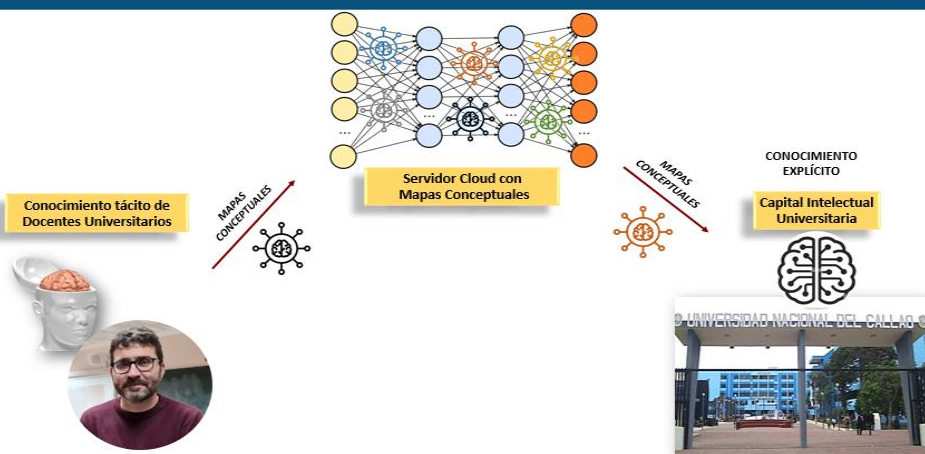 Conocimiento tácito de
Docentes Universitarios
MAPAS
CONCEPTUALES
...
...
...
...
Servidor Cloud con
Mapas Conceptuales
MAPAS
CONCEPTUALES
CONOCIMIENTO
EXPLÍCITO
Capital Intelectual
Universitaria
UNIVERSIDAD NACIONAL DEL CALLAO